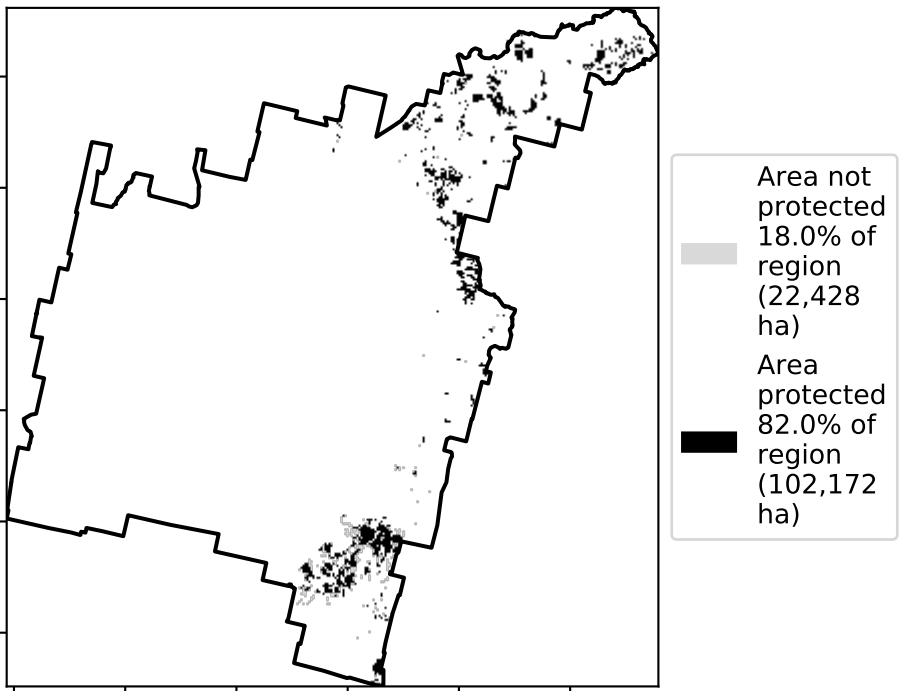 Area not
protected
18.0% of
region
(22,428
ha)
Area
protected
82.0% of
region
(102,172
ha)